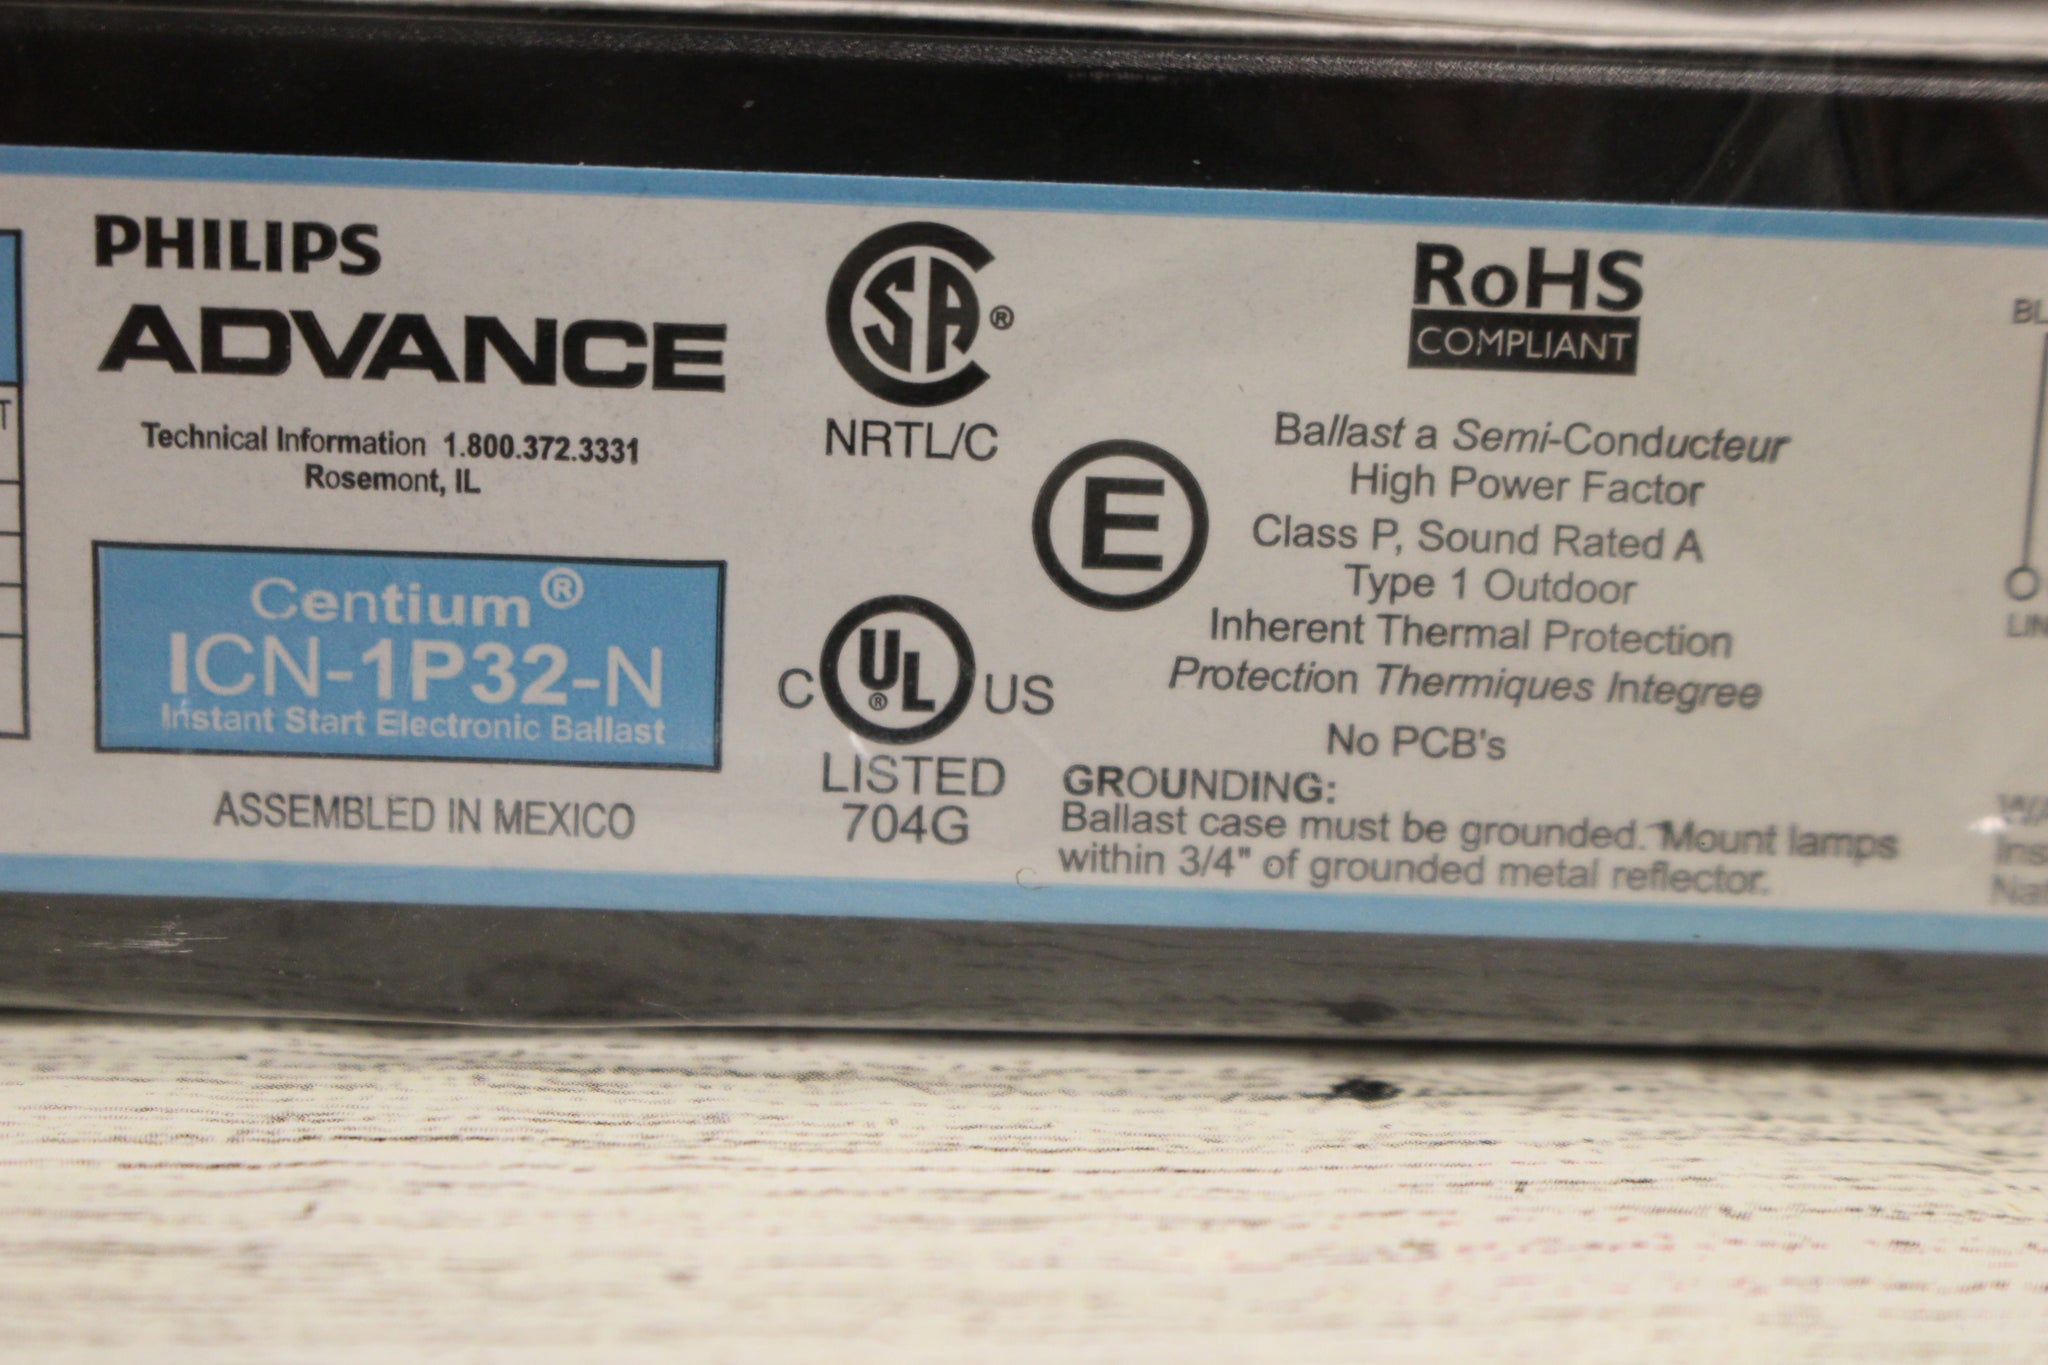 PHILIPS
ADVANCE
Technical Information 1.800.372.3331
Rosemont, IL
Centium®
ICN-1P32-N
Instant Start Electronic Ballast
ASSEMBLED IN MEXICO
CSA®
NRTL/C
C UL® US
LISTED
704G
E
RoHS
COMPLIANT
Ballast a Semi-Conducteur
High Power Factor
Class P, Sound Rated A
Type 1 Outdoor
Inherent Thermal Protection
Protection Thermiques Integree
No PCB's
GROUNDING:
Ballast case must be grounded. Mount lamps
within 3/4" of grounded metal reflector.